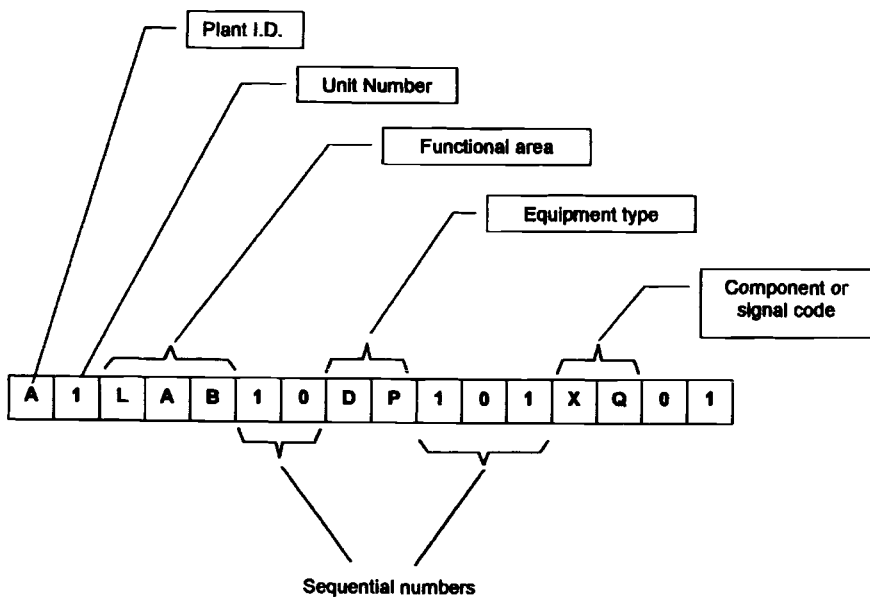 Plant I.D.
Unit Number
Functional area
Equipment type
Component or
signal code
A 1 L A B 1 0 D P 1 0 1 X Q 0 1
Sequential numbers